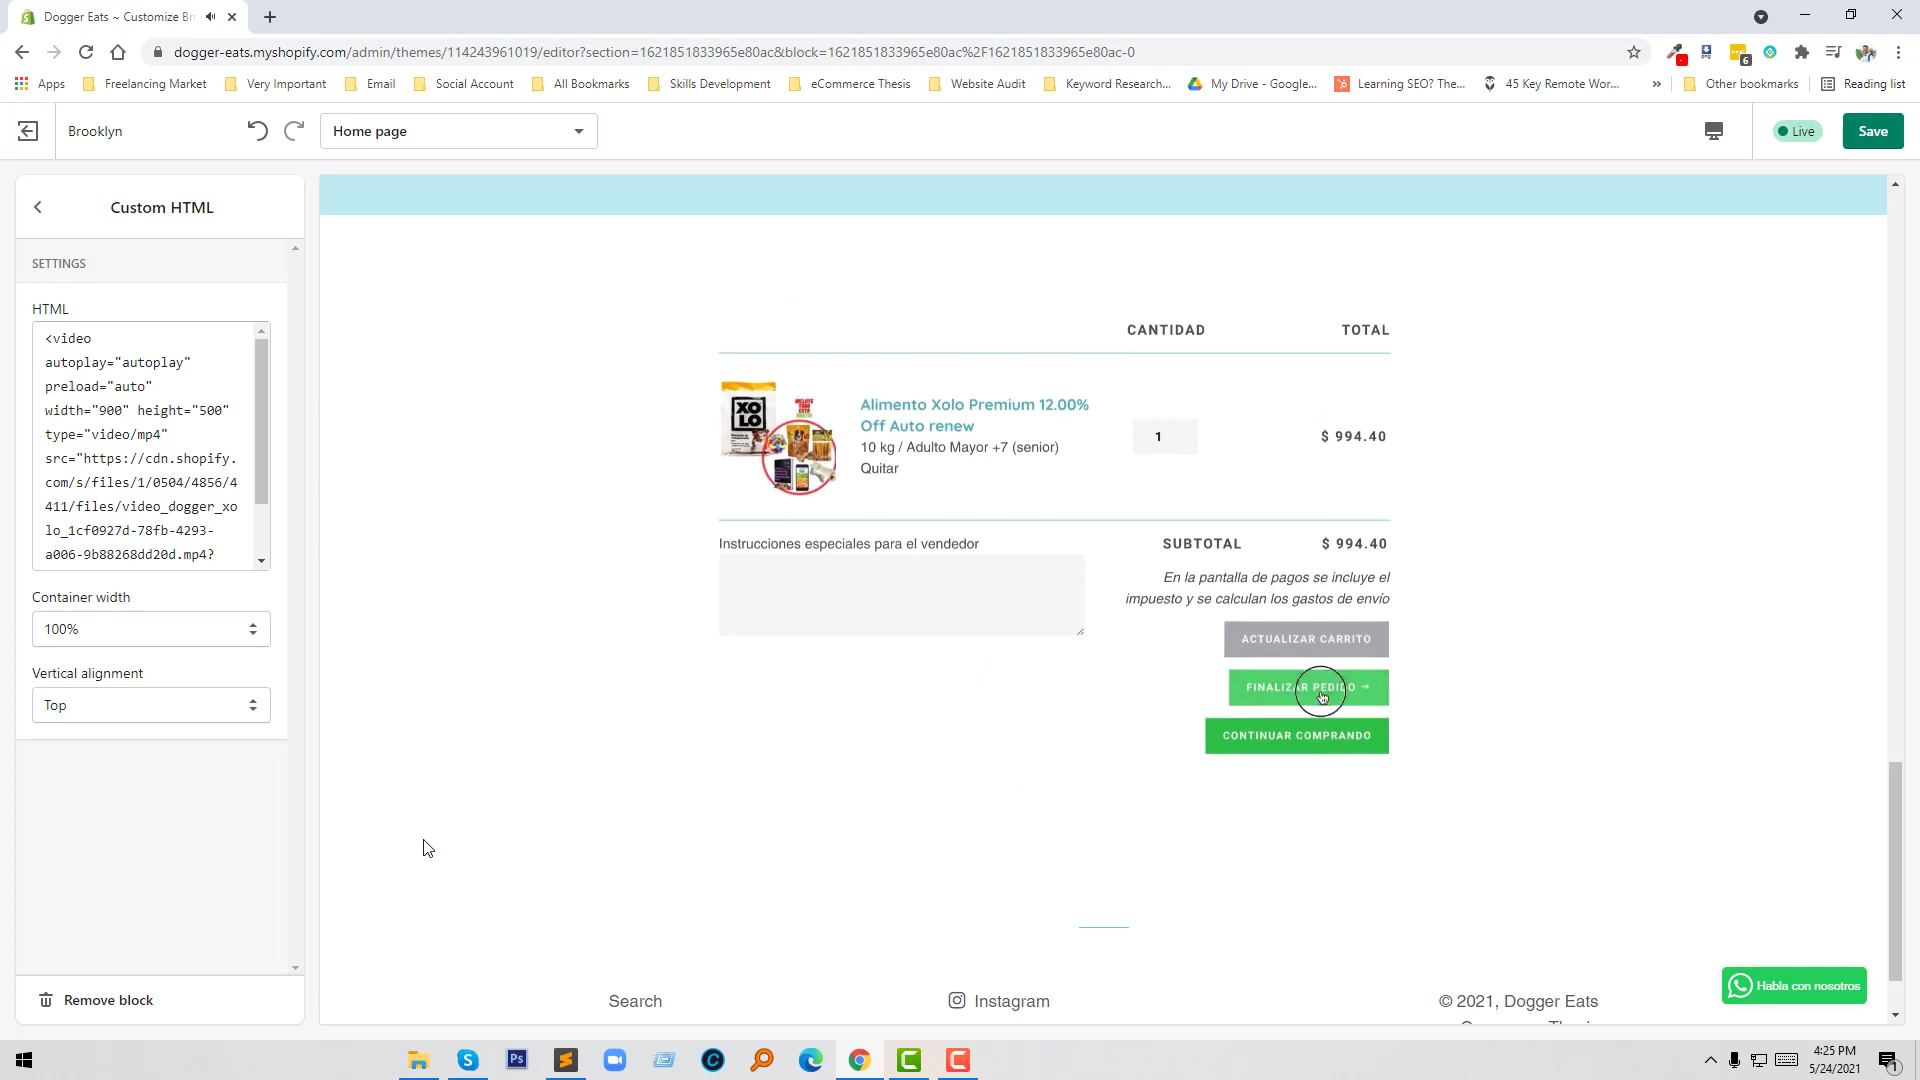 Dogger Eats ~ Customize Br
dogger-eats.myshopify.com/admin/themes/114243961019/editor?section=1621851833965e80ac&block=1621851833965e80ac%2F1621851833965e80ac-0
Apps Freelancing Market Very Important Email Social Account All Bookmarks Skills Development eCommerce Thesis Website Audit Keyword Research... My Drive - Google... Learning SEO? The... 45 Key Remote Wor... » Other bookmarks Reading list
Brooklyn Home page Live Save
Custom HTML
SETTINGS
HTML
<video
autoplay="autoplay"
preload="auto"
width="900" height="500"
type="video/mp4"
src="https://cdn.shopify.
com/s/files/1/0504/4856/4
411/files/video_dogger_xo
lo_1cf0927d-78fb-4293-
a006-9b88268dd20d.mp4?
Container width
100%
Vertical alignment
Top
Remove block
CANTIDAD TOTAL
XO
LO
Alimento Xolo Premium 12.00%
Off Auto renew
10 kg / Adulto Mayor +7 (senior)
Quitar
1
$ 994.40
Instrucciones especiales para el vendedor
SUBTOTAL $ 994.40
En la pantalla de pagos se incluye el
impuesto y se calculan los gastos de envío
ACTUALIZAR CARRITO
FINALIZAR PEDIDO →
CONTINUAR COMPRANDO
Search Instagram © 2021, Dogger Eats
Habla con nosotros
Ps
4:25 PM
5/24/2021
6
1